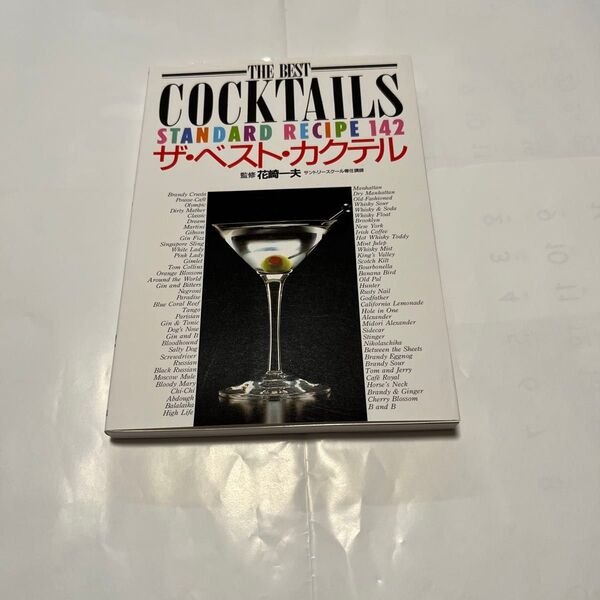 THE BEST
COCKTAILS
STANDARD RECIPE 142
ザ・ベスト・カクテル
監修 花崎一夫 サントリースクール専任講師
Brandy Crusta
Pousse-Café
Olympic
Dirty Mother
Classic
Dream
Martini
Gibson
Gin Fizz
Singapore Sling
White Lady
Pink Lady
Gimlet
Tom Collins
Orange Blossom
Around the World
Gin and Bitters
Negroni
Paradise
Blue Coral Reef
Tango
Parisian
Gin & Tonic
Dog's Nose
Gin and It
Bloodhound
Salty Dog
Screwdriver
Russian
Black Russian
Moscow Mule
Bloody Mary
Chi-Chi
Abdough
Balalaika
High Life
Manhattan
Dry Manhattan
Old-Fashioned
Whisky Sour
Whisky & Soda
Whisky Float
Brooklyn
New York
Irish Coffee
Hot Whisky Toddy
Mint Julep
Whisky Mist
King's Valley
Scotch Kilt
Bourbonella
Banana Bird
Old Pal
Hunter
Rusty Nail
Godfather
California Lemonade
Hole in One
Alexander
Midori Alexander
Sidecar
Stinger
Nikolaschika
Between the Sheets
Brandy Eggnog
Brandy Sour
Tom and Jerry
Café Royal
Horse's Neck
Brandy & Ginger
Cherry Blossom
B and B